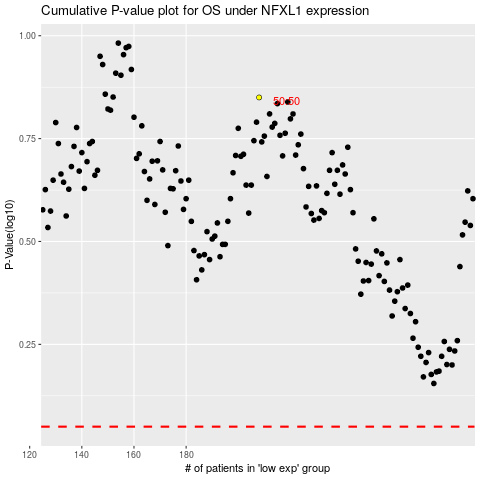 Cumulative P-value plot for OS under NFXL1 expression
1.00
0.75
0.50
0.25
P-Value(log10)
50:50
120 140 160 180
# of patients in 'low exp' group